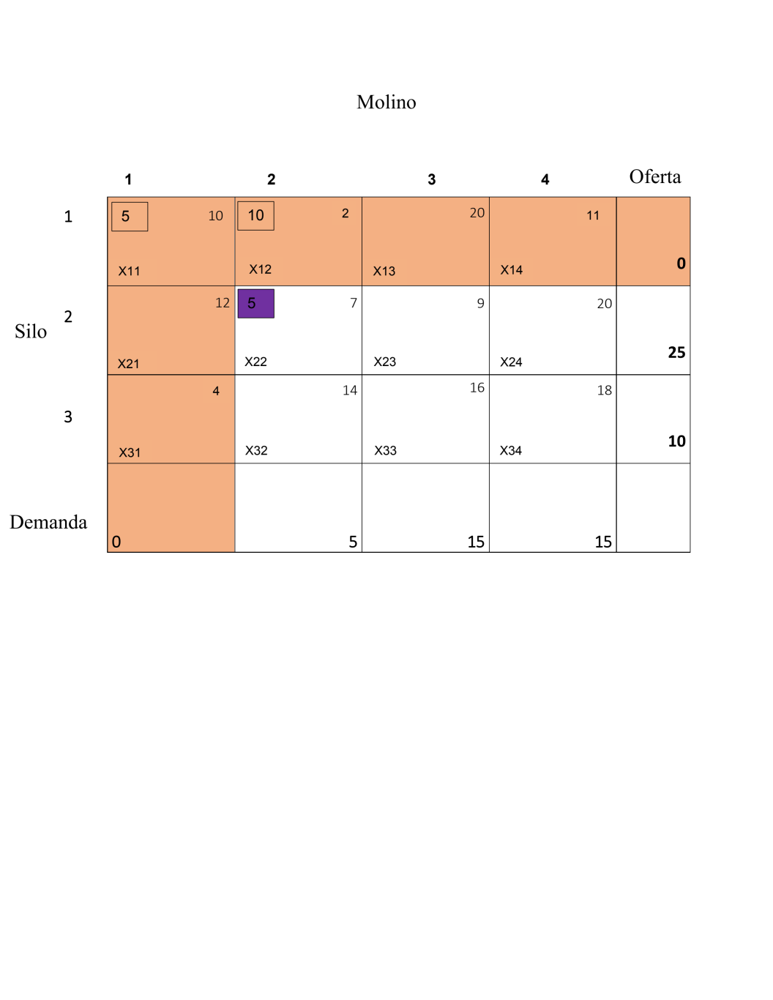 Molino
1 2 3 4 Oferta
1 5 10 10 2 20 11
X11 X12 X13 X14 0
2 12 5 7 9 20
Silo
X21 X22 X23 X24 25
3 4 14 16 18
X31 X32 X33 X34 10
Demanda
0 5 15 15